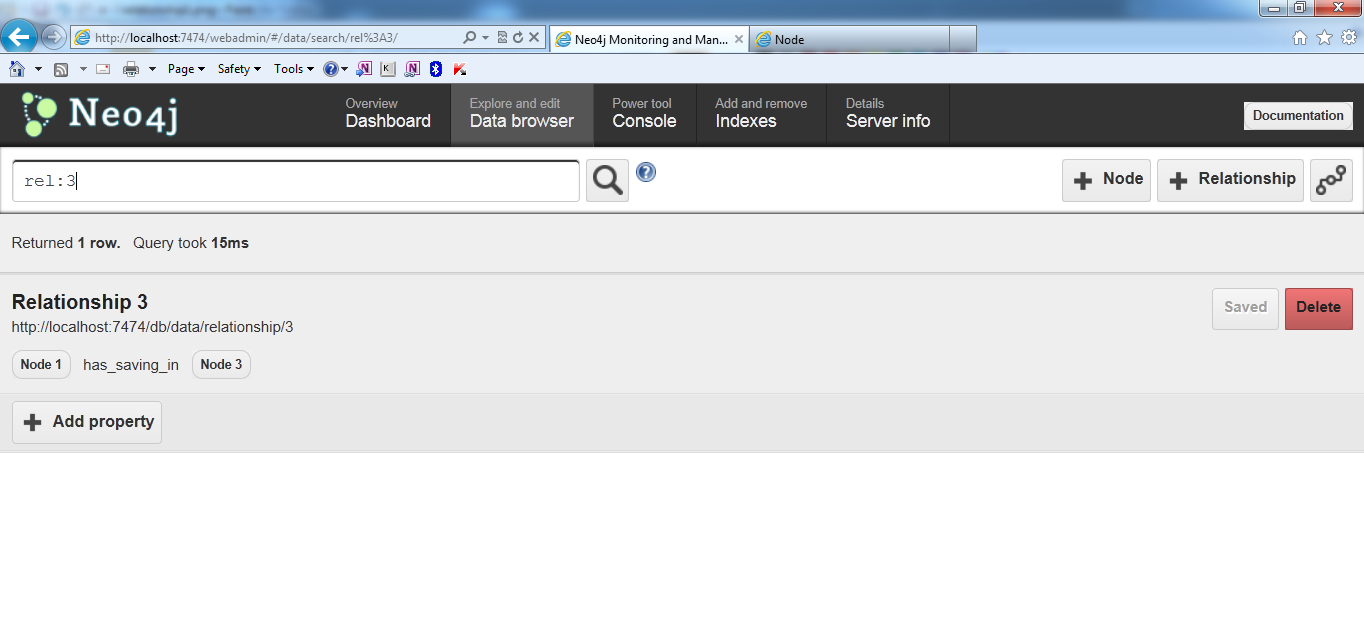 http://localhost:7474/webadmin/#/data/search/rel%3A3/
Neo4j Monitoring and Man...
Node
Page
Safety
Tools
Neo4j
Overview
Dashboard
Explore and edit
Data browser
Power tool
Console
Add and remove
Indexes
Details
Server info
Documentation
rel:3
Node
Relationship
Returned 1 row. Query took 15ms
Relationship 3
http://localhost:7474/db/data/relationship/3
Saved
Delete
Node 1 has_saving_in Node 3
Add property